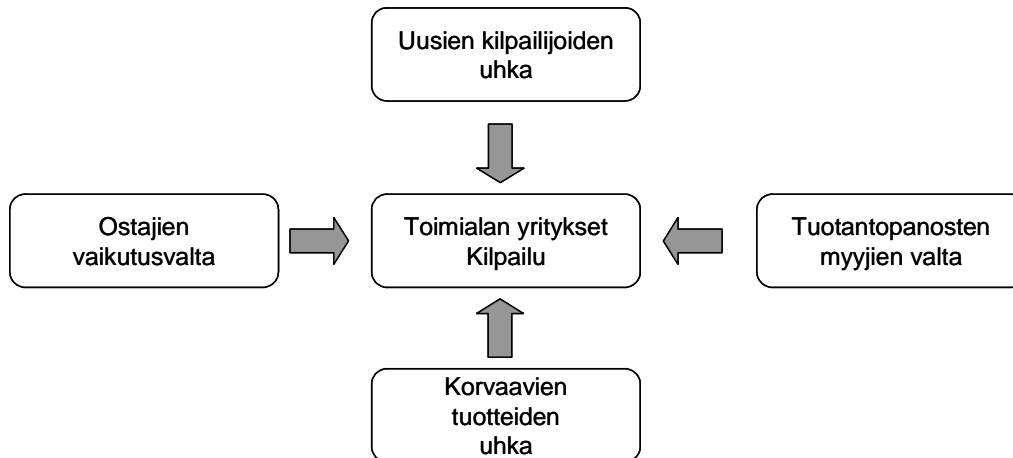 Uusien kilpailijoiden
uhka
Ostajien
vaikutusvalta
Toimialan yritykset
Kilpailu
Tuotantopanosten
myyjien valta
Korvaavien
tuotteiden
uhka